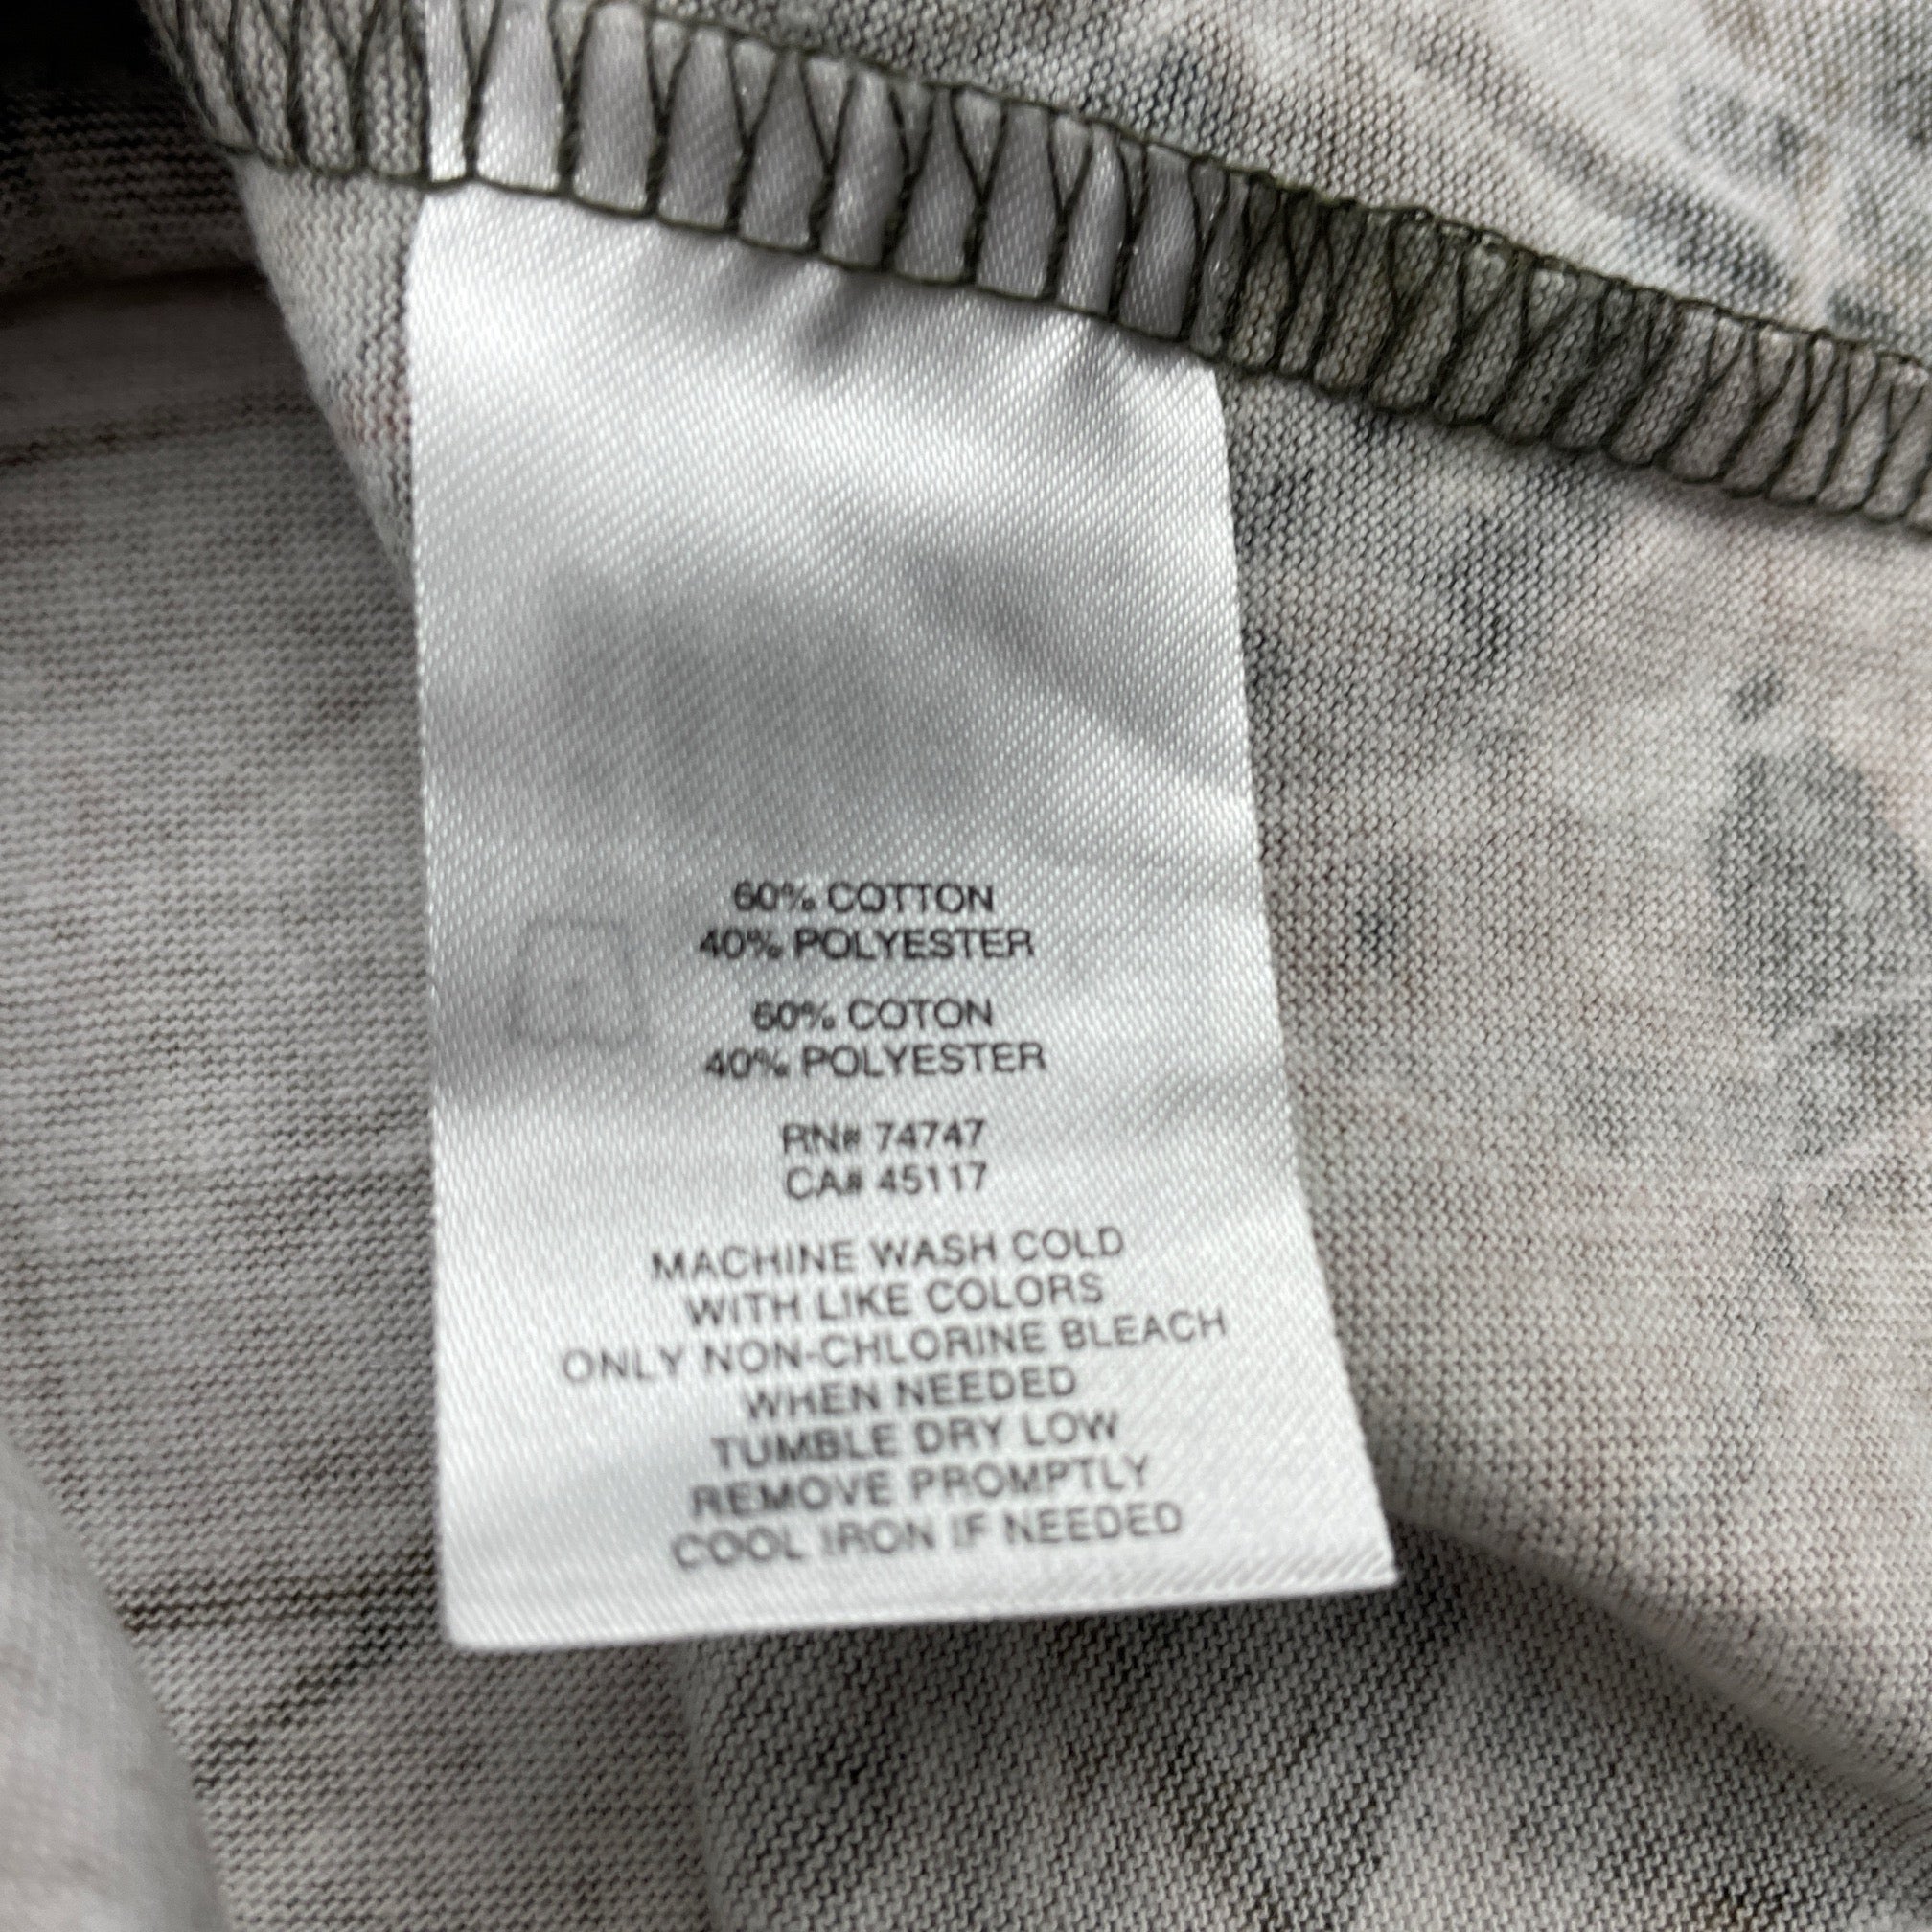 60% COTTON
40% POLYESTER
60% COTON
40% POLYESTER
RN# 74747
CA# 45117
MACHINE WASH COLD
WITH LIKE COLORS
ONLY NON-CHLORINE BLEACH
WHEN NEEDED
TUMBLE DRY LOW
REMOVE PROMPTLY
COOL IRON IF NEEDED